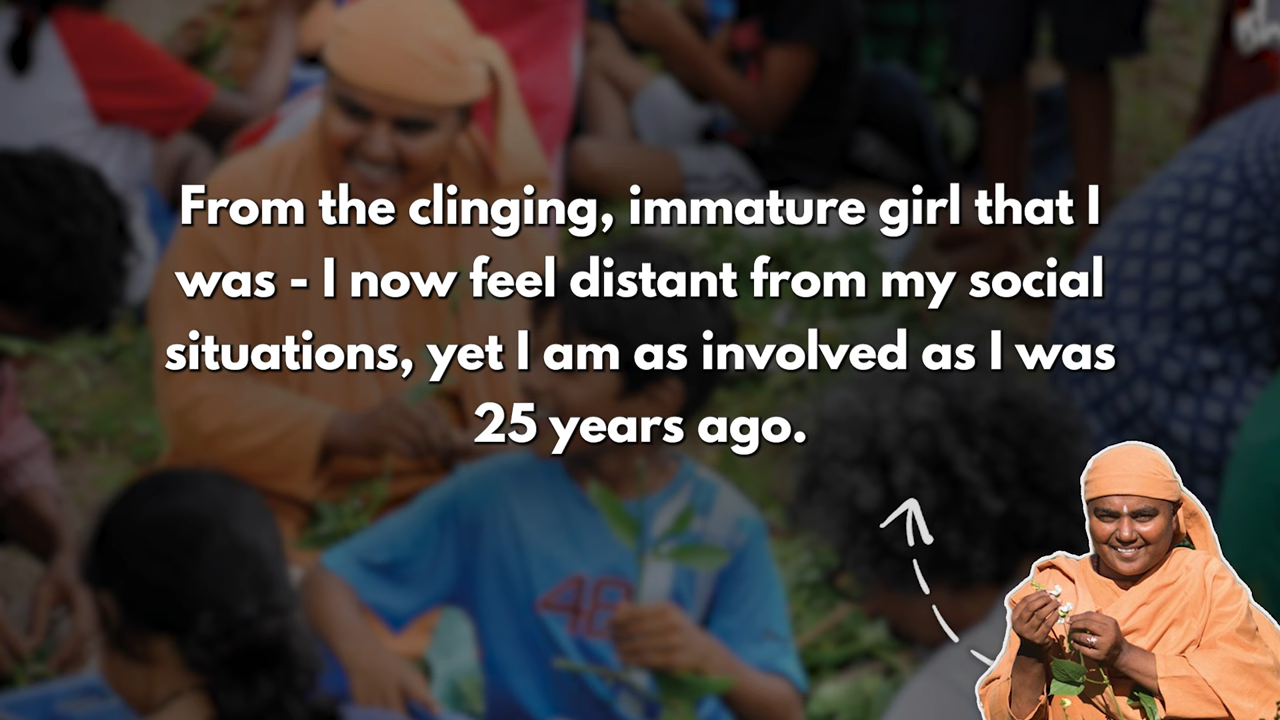 From the clinging, immature girl that I
was - I now feel distant from my social
situations, yet I am as involved as I was
25 years ago.
48